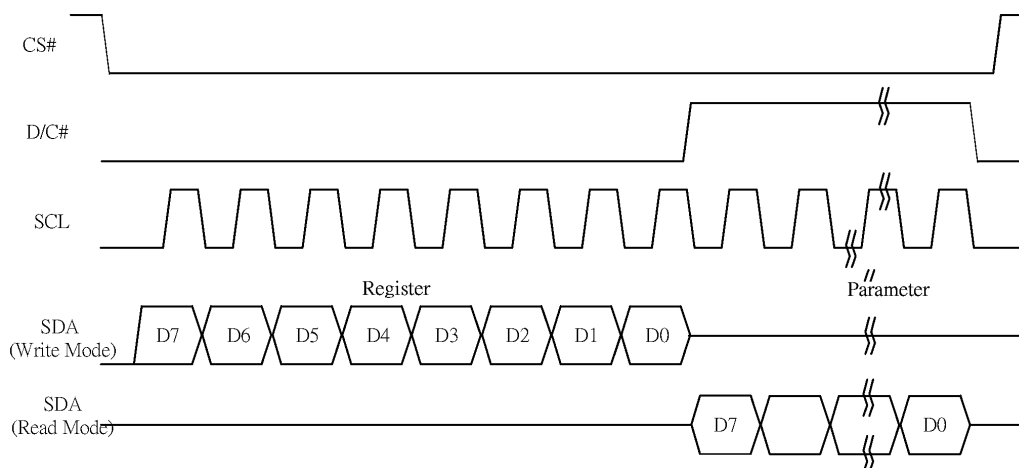 CS#
D/C#
SCL
Register Parameter
SDA
(Write Mode)
D7 D6 D5 D4 D3 D2 D1 D0
SDA
(Read Mode)
D7 D0